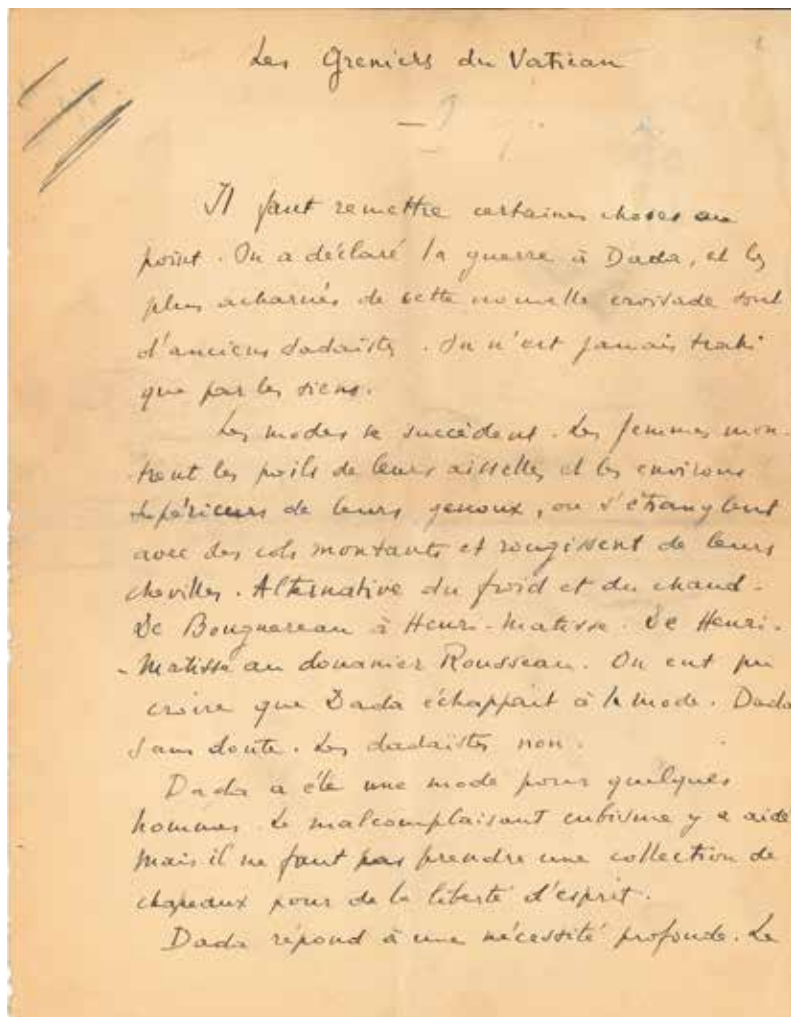 Les Greniers du Vatican
Il faut remettre certaines choses au
point. On a déclaré la guerre à Dada, et les
plus acharnés de cette nouvelle croisade sont
d'anciens dadaïstes. On n'est jamais trahi
que par les siens.
Les modes se succèdent. Les femmes mon-
trent les poils de leurs aisselles et les environs
supérieurs de leurs genoux, ou s'étranglent
avec des cols montants et rougissent de leurs
chevilles. Alternative du froid et du chaud.
De Bouguereau à Henri-Matisse. De Henri-
-Matisse au douanier Rousseau. On eut pu
croire que Dada échappait à la mode. Dada
sans doute. Les dadaïstes non.
Dada a été une mode pour quelques
hommes. Le malcomplaisant cubisme y a aidé
Mais il ne faut pas prendre une collection de
chapeaux pour de la liberté d'esprit.
Dada répond à une nécessité profonde. Le